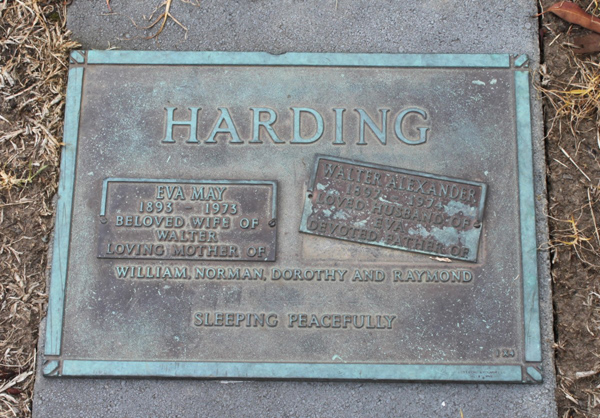 HARDING
EVA MAY
1893 1973
BELOVED WIFE OF
WALTER
LOVING MOTHER OF
WALTER ALEXANDER
LOVED HUSBAND OF
EVA
DEVOTED FATHER OF
WILLIAM, NORMAN, DOROTHY AND RAYMOND
SLEEPING PEACEFULLY